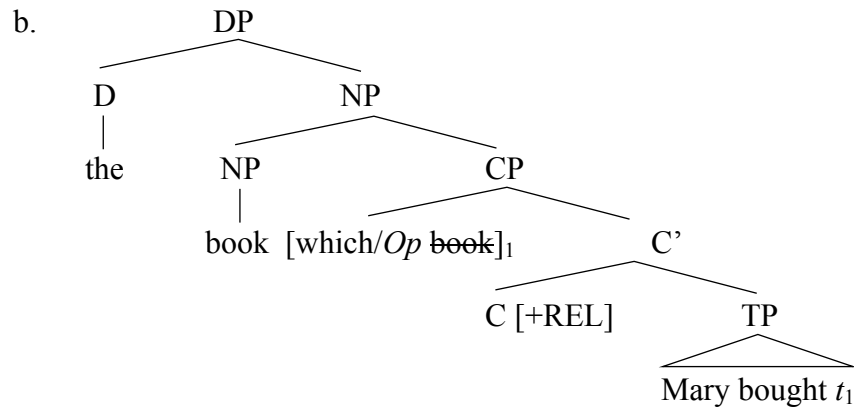 b. DP
D NP
the NP CP
book [which/Op book]₁ C’
C [+REL] TP
Mary bought t₁